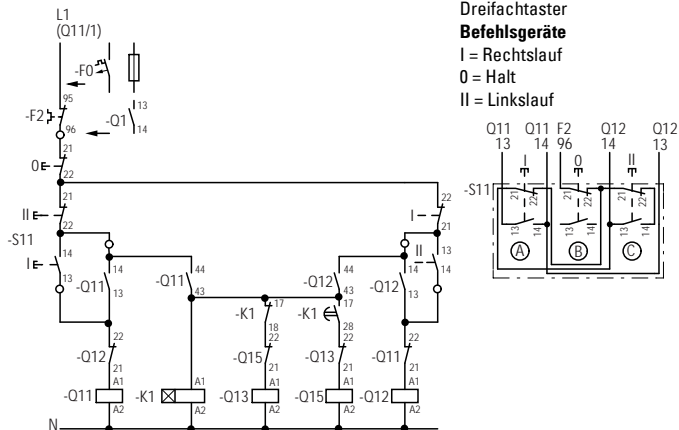 L1
(Q11/1)
-F0
13
-Q1
14
95
-F2
96
21
0
22
21
II
22
-S11
14
I
13
22
I
21
13
II
14
14
-Q11
13
44
-Q11
43
44
-Q12
43
14
-Q12
13
17
-K1
18
17
-K1
28
22
-Q12
21
22
-Q15
21
22
-Q13
21
22
-Q11
21
A1
-Q11
A2
A1
-K1
A2
A1
-Q13
A2
A1
-Q15
A2
A1
-Q12
A2
N
Dreifachtaster
Befehlsgeräte
I = Rechtslauf
0 = Halt
II = Linkslauf
Q11 Q11 F2 Q12 Q12
13 14 96 14 13
I 0 II
-S11
21 22 21 22 21 22
13 14 13 14 13 14
A B C